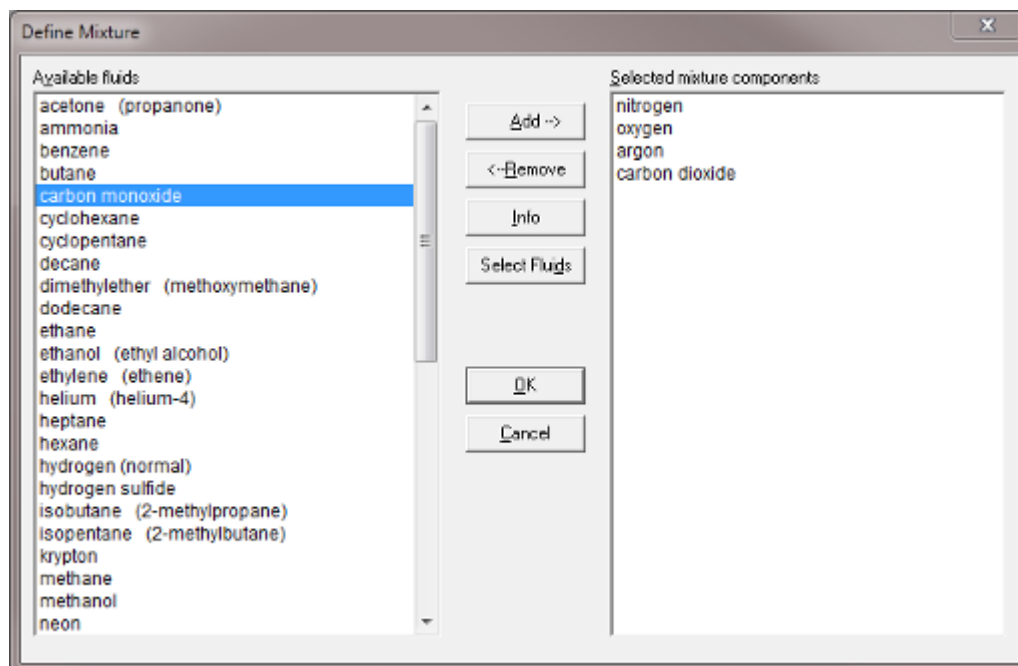 Define Mixture
Available fluids
acetone (propanone)
ammonia
benzene
butane
carbon monoxide
cyclohexane
cyclopentane
decane
dimethylether (methoxymethane)
dodecane
ethane
ethanol (ethyl alcohol)
ethylene (ethene)
helium (helium-4)
heptane
hexane
hydrogen (normal)
hydrogen sulfide
isobutane (2-methylpropane)
isopentane (2-methylbutane)
krypton
methane
methanol
neon
Add -->
<--Remove
Info
Select Fluids
OK
Cancel
Selected mixture components
nitrogen
oxygen
argon
carbon dioxide